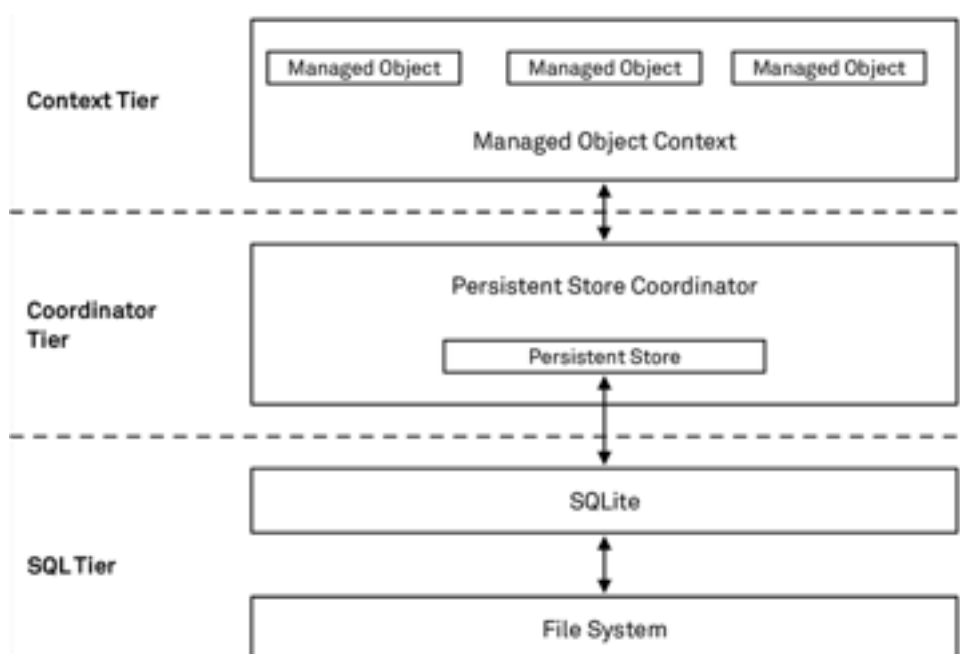 Context Tier
Managed Object
Managed Object
Managed Object
Managed Object Context
Coordinator
Tier
Persistent Store Coordinator
Persistent Store
SQL Tier
SQLite
File System